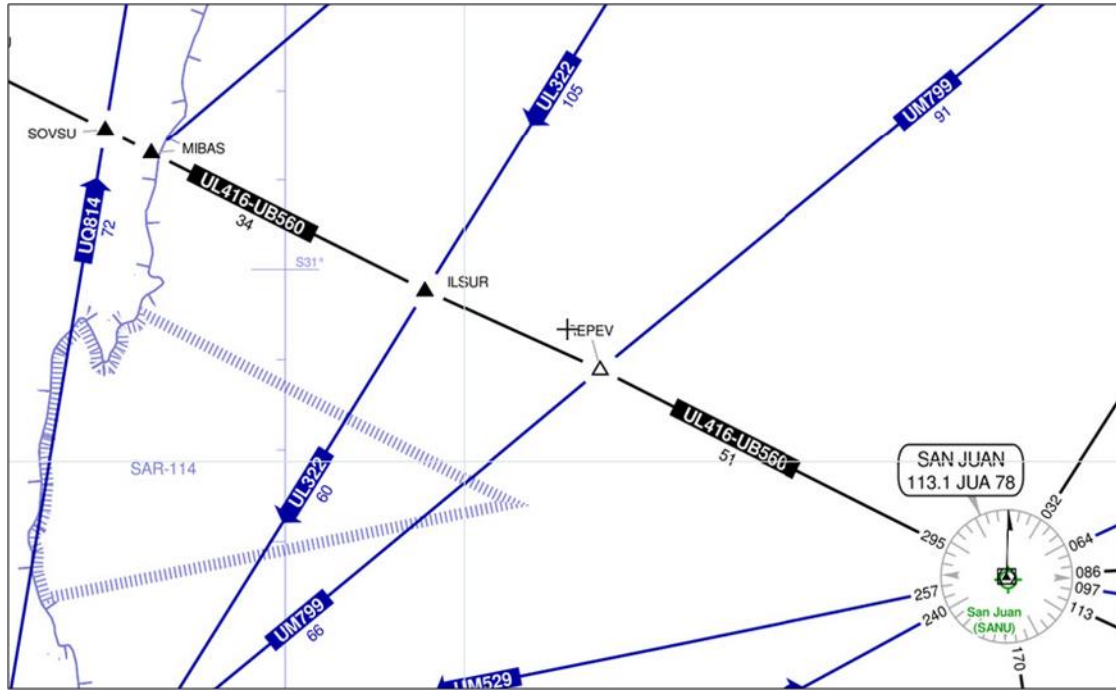 UL322
105
UM799
91
SOVSU
MIBAS
UL416-UB560
34
UQ814
72
S31°
ILSUR
EPEV
UL416-UB560
51
SAR-114
UL322
60
SAN JUAN
113.1 JUA 78
032
295
064
086
097
113
257
240
San Juan
(SANU)
170
UM799
66
UM529